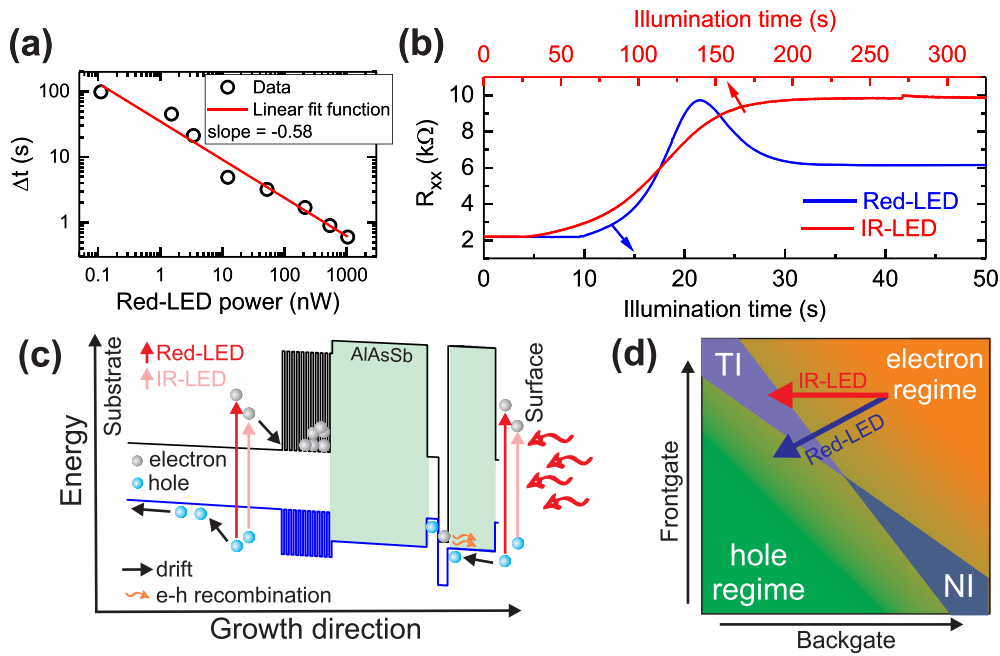 (a)
100
10
1
Δt (s)
Data
Linear fit function
slope = -0.58
0.1
1
10
100
1000
Red-LED power (nW)
(b)
Illumination time (s)
0
50
100
150
200
250
300
10
8
6
4
2
Rxx (kΩ)
Red-LED
IR-LED
0
10
20
30
40
50
Illumination time (s)
(c)
Energy
Substrate
Red-LED
IR-LED
AlAsSb
Surface
electron
hole
drift
e-h recombination
Growth direction
(d)
Frontgate
TI
electron
regime
IR-LED
Red-LED
hole
regime
NI
Backgate